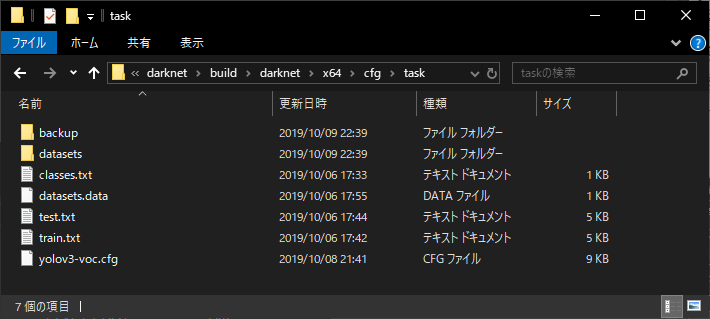 task
ファイル ホーム 共有 表示
« darknet › build › darknet › x64 › cfg › task taskの検索
名前 更新日時 種類 サイズ
backup 2019/10/09 22:39 ファイル フォルダー
datasets 2019/10/09 22:39 ファイル フォルダー
classes.txt 2019/10/06 17:33 テキスト ドキュメント 1 KB
datasets.data 2019/10/06 17:55 DATA ファイル 1 KB
test.txt 2019/10/06 17:44 テキスト ドキュメント 5 KB
train.txt 2019/10/06 17:42 テキスト ドキュメント 5 KB
yolov3-voc.cfg 2019/10/08 21:41 CFG ファイル 9 KB
7 個の項目